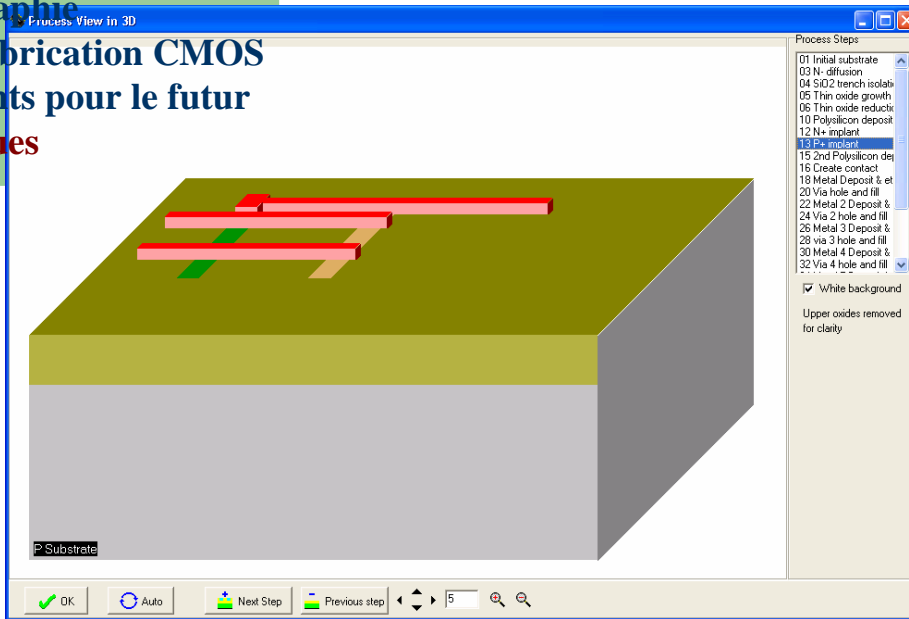 Process View in 3D
brication CMOS
nts pour le futur
ues
Process Steps
01 Initial substrate
03 N- diffusion
04 SiO2 trench isolati
05 Thin oxide growth
06 Thin oxide reductio
10 Polysilicon deposit
12 N+ implant
13 P+ implant
15 2nd Polysilicon dep
16 Create contact
18 Metal Deposit & et
20 Via hole and fill
22 Metal 2 Deposit &
24 Via 2 hole and fill
26 Metal 3 Deposit &
28 via 3 hole and fill
30 Metal 4 Deposit &
32 Via 4 hole and fill
White background
Upper oxides removed
for clarity
P Substrate
OK Auto Next Step Previous step 5